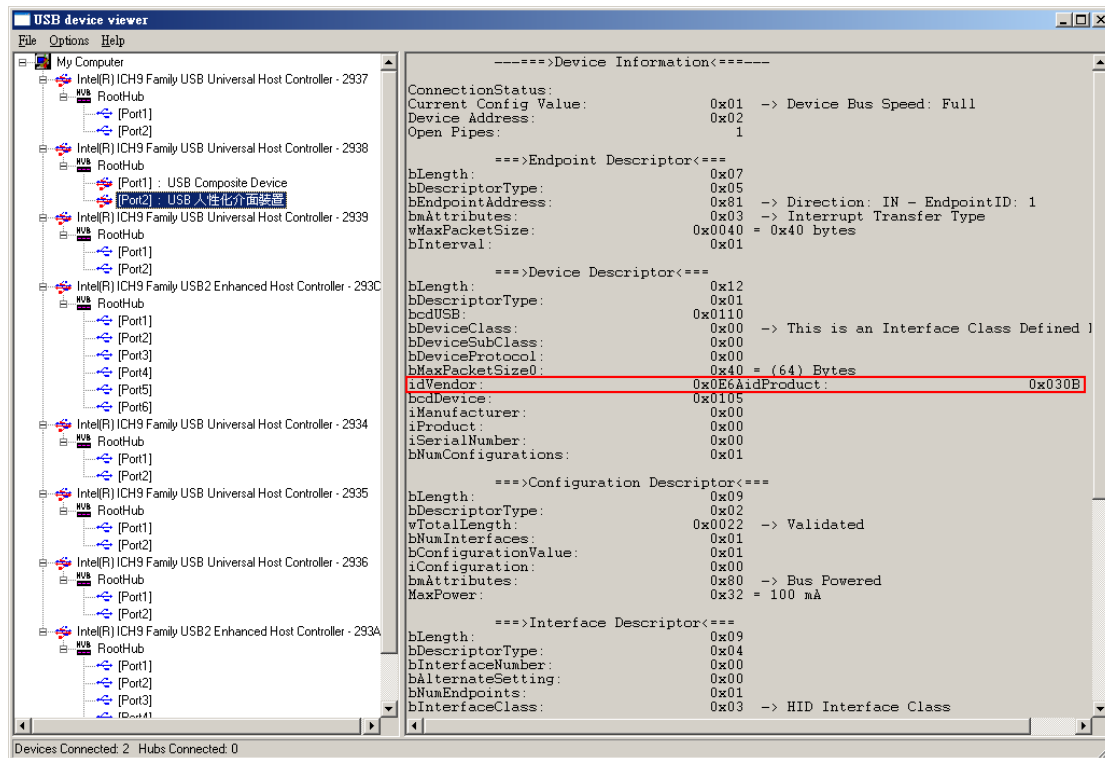 USB device viewer
File Options Help
My Computer
Intel(R) ICH9 Family USB Universal Host Controller - 2937
RootHub
[Port1]
[Port2]
Intel(R) ICH9 Family USB Universal Host Controller - 2938
RootHub
[Port1] : USB Composite Device
[Port2] : USB 人性化介面裝置
Intel(R) ICH9 Family USB Universal Host Controller - 2939
RootHub
[Port1]
[Port2]
Intel(R) ICH9 Family USB2 Enhanced Host Controller - 293C
RootHub
[Port1]
[Port2]
[Port3]
[Port4]
[Port5]
[Port6]
Intel(R) ICH9 Family USB Universal Host Controller - 2934
RootHub
[Port1]
[Port2]
Intel(R) ICH9 Family USB Universal Host Controller - 2935
RootHub
[Port1]
[Port2]
Intel(R) ICH9 Family USB Universal Host Controller - 2936
RootHub
[Port1]
[Port2]
Intel(R) ICH9 Family USB2 Enhanced Host Controller - 293A
RootHub
[Port1]
[Port2]
[Port3]
[Port4]
---===>Device Information<===---
ConnectionStatus:
Current Config Value: 0x01 -> Device Bus Speed: Full
Device Address: 0x02
Open Pipes: 1
===>Endpoint Descriptor<===
bLength: 0x07
bDescriptorType: 0x05
bEndpointAddress: 0x81 -> Direction: IN - EndpointID: 1
bmAttributes: 0x03 -> Interrupt Transfer Type
wMaxPacketSize: 0x0040 = 0x40 bytes
bInterval: 0x01
===>Device Descriptor<===
bLength: 0x12
bDescriptorType: 0x01
bcdUSB: 0x0110
bDeviceClass: 0x00 -> This is an Interface Class Defined
bDeviceSubClass: 0x00
bDeviceProtocol: 0x00
bMaxPacketSize0: 0x40 = (64) Bytes
idVendor: 0x0E6AidProduct: 0x030B
bcdDevice: 0x0105
iManufacturer: 0x00
iProduct: 0x00
iSerialNumber: 0x00
bNumConfigurations: 0x01
===>Configuration Descriptor<===
bLength: 0x09
bDescriptorType: 0x02
wTotalLength: 0x0022 -> Validated
bNumInterfaces: 0x01
bConfigurationValue: 0x01
iConfiguration: 0x00
bmAttributes: 0x80 -> Bus Powered
MaxPower: 0x32 = 100 mA
===>Interface Descriptor<===
bLength: 0x09
bDescriptorType: 0x04
bInterfaceNumber: 0x00
bAlternateSetting: 0x00
bNumEndpoints: 0x01
bInterfaceClass: 0x03 -> HID Interface Class
Devices Connected: 2 Hubs Connected: 0